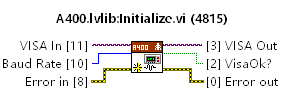 A400.lvlib:Initialize.vi (4815)
VISA In [11] A400 [3] VISA Out
Baud Rate [10] [2] VisaOk?
Error in [8] [0] Error out